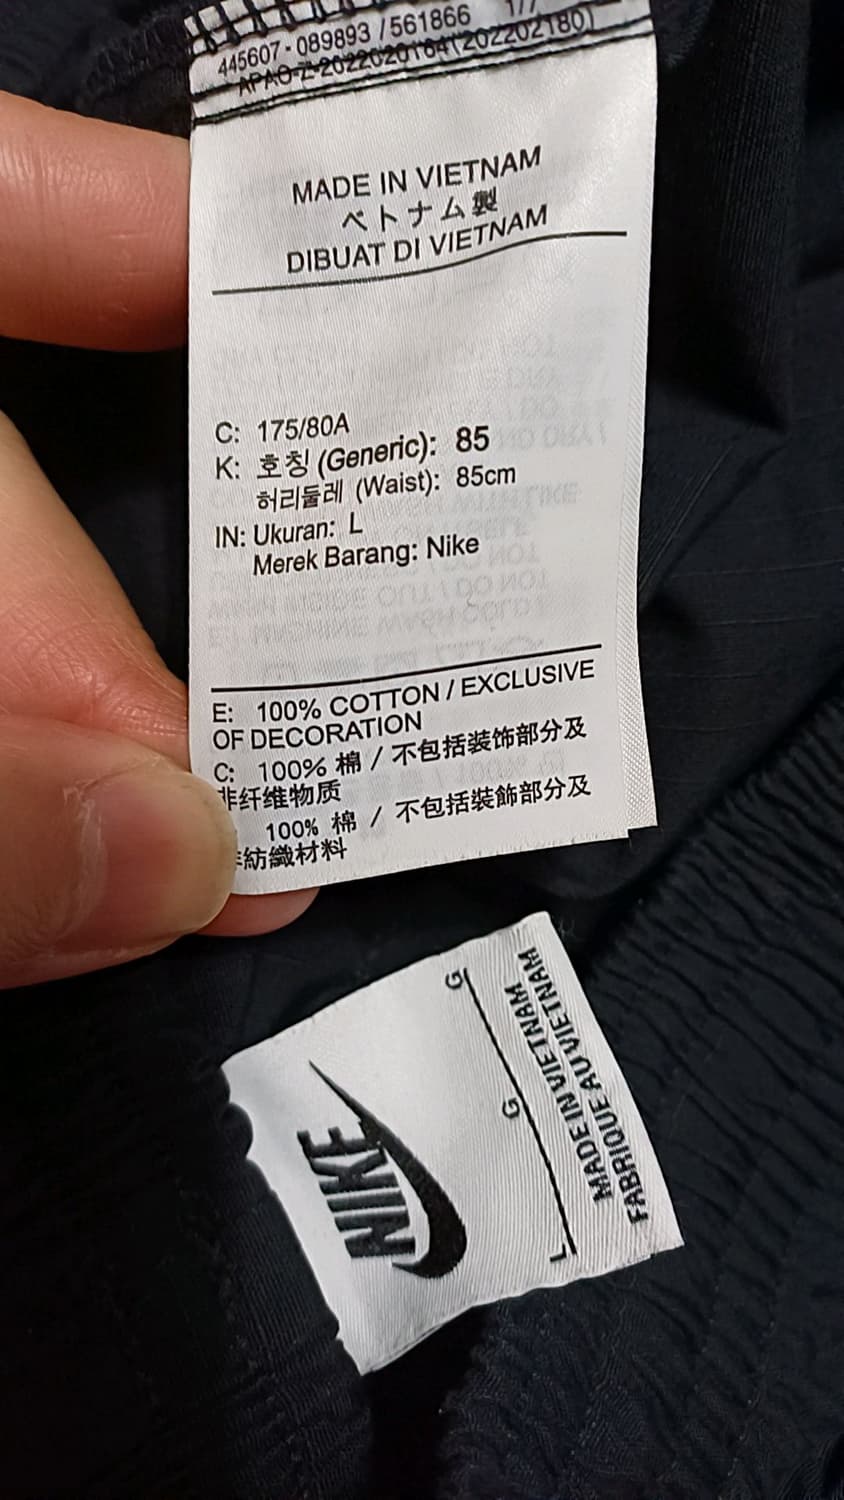 445607-089893 / 561866 1/7
MADE IN VIETNAM
ベトナム製
DIBUAT DI VIETNAM
C: 175/80A
K: 호칭 (Generic): 85
허리둘레 (Waist): 85cm
IN: Ukuran: L
Merek Barang: Nike
E: 100% COTTON / EXCLUSIVE
OF DECORATION
C: 100% 棉 / 不包括装饰部分及
非纤维物质
100% 棉 / 不包括裝飾部分及
非紡織材料
NIKE
L G G
MADE IN VIETNAM
FABRIQUE AU VIETNAM